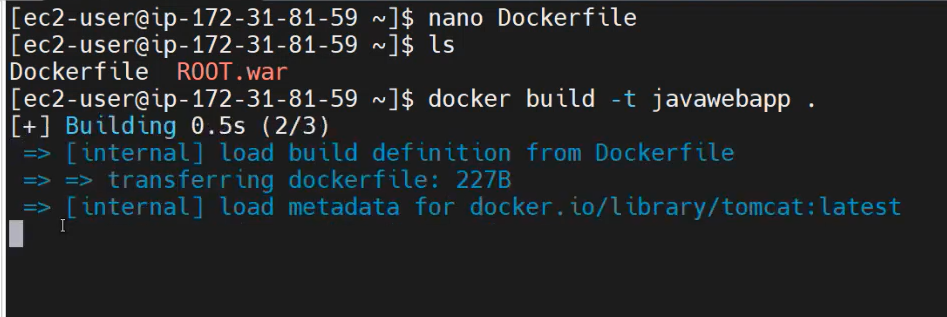 [ec2-user@ip-172-31-81-59 ~]$ nano Dockerfile
[ec2-user@ip-172-31-81-59 ~]$ ls
Dockerfile  ROOT.war
[ec2-user@ip-172-31-81-59 ~]$ docker build -t javawebapp .
[+] Building 0.5s (2/3)
 => [internal] load build definition from Dockerfile
 => => transferring dockerfile: 227B
 => [internal] load metadata for docker.io/library/tomcat:latest